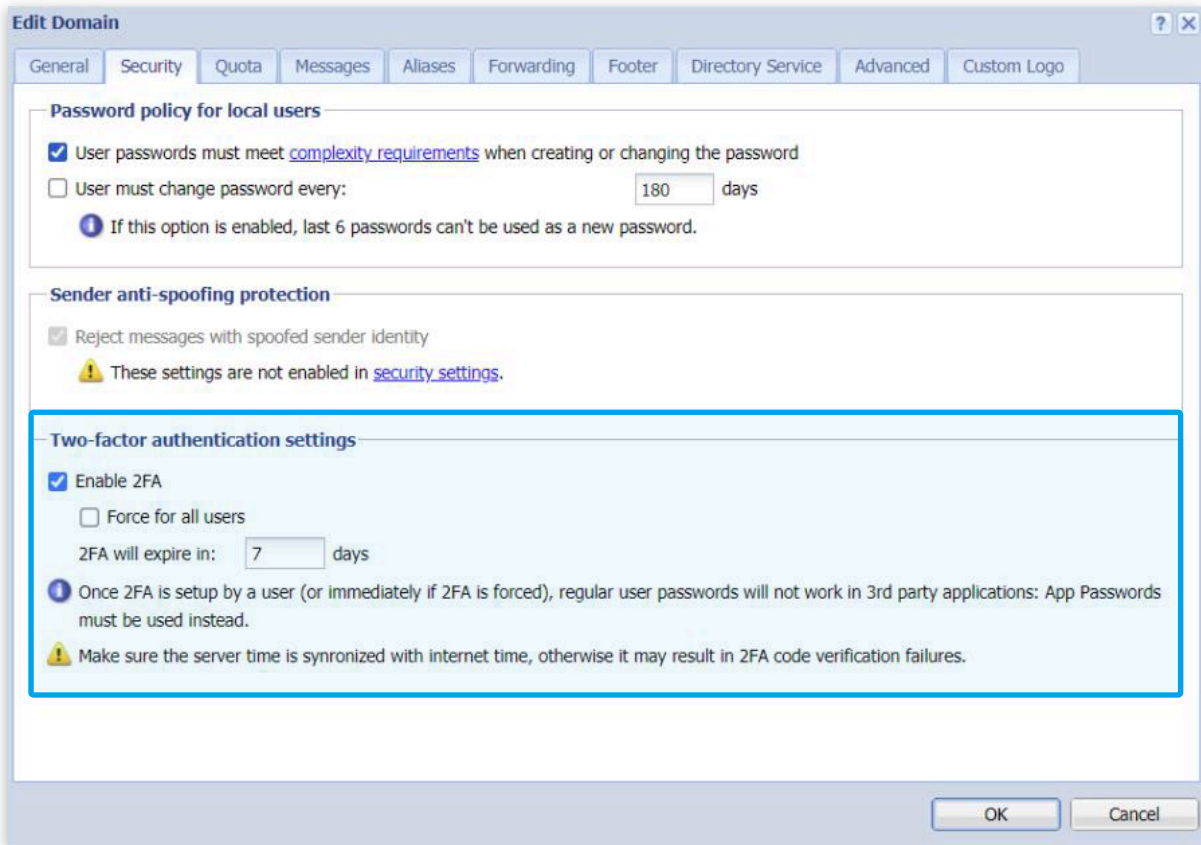 Edit Domain
General Security Quota Messages Aliases Forwarding Footer Directory Service Advanced Custom Logo
Password policy for local users
User passwords must meet complexity requirements when creating or changing the password
User must change password every: 180 days
If this option is enabled, last 6 passwords can't be used as a new password.
Sender anti-spoofing protection
Reject messages with spoofed sender identity
These settings are not enabled in security settings.
Two-factor authentication settings
Enable 2FA
Force for all users
2FA will expire in: 7 days
Once 2FA is setup by a user (or immediately if 2FA is forced), regular user passwords will not work in 3rd party applications: App Passwords
must be used instead.
Make sure the server time is synronized with internet time, otherwise it may result in 2FA code verification failures.
OK Cancel